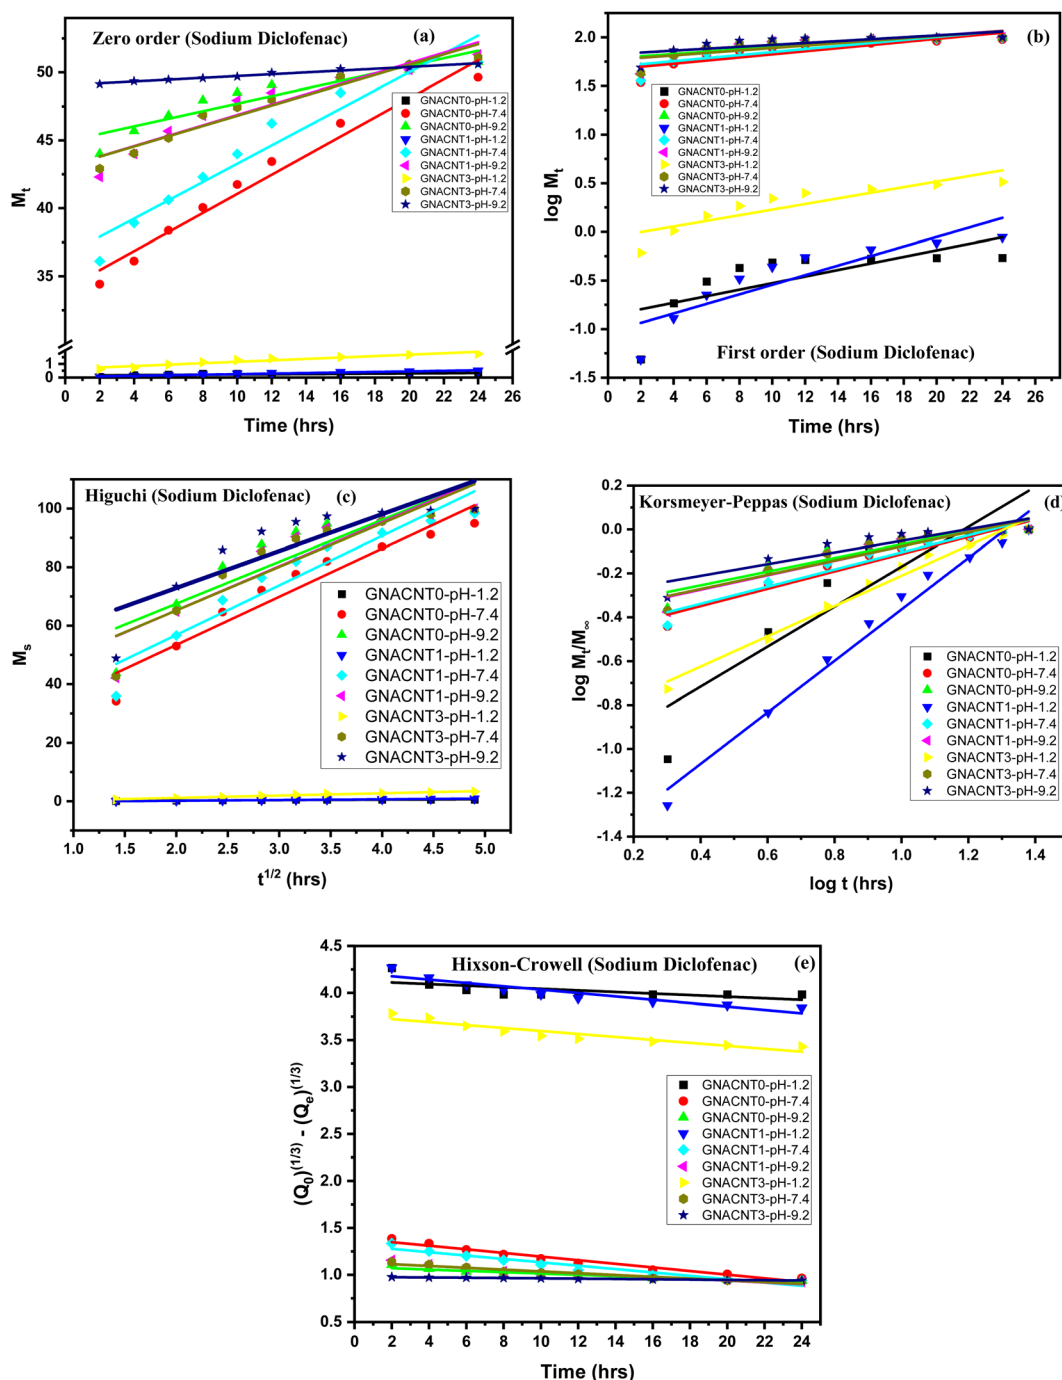 Zero order (Sodium Diclofenac)
(a)
50
45
40
35
1
0
M_t
GNACNT0-pH-1.2
GNACNT0-pH-7.4
GNACNT0-pH-9.2
GNACNT1-pH-1.2
GNACNT1-pH-7.4
GNACNT1-pH-9.2
GNACNT3-pH-1.2
GNACNT3-pH-7.4
GNACNT3-pH-9.2
0 2 4 6 8 10 12 14 16 18 20 22 24 26
Time (hrs)
(b)
2.0
1.5
1.0
0.5
0.0
-0.5
-1.0
-1.5
log M_t
GNACNT0-pH-1.2
GNACNT0-pH-7.4
GNACNT0-pH-9.2
GNACNT1-pH-1.2
GNACNT1-pH-7.4
GNACNT1-pH-9.2
GNACNT3-pH-1.2
GNACNT3-pH-7.4
GNACNT3-pH-9.2
First order (Sodium Diclofenac)
0 2 4 6 8 10 12 14 16 18 20 22 24 26
Time (hrs)
Higuchi (Sodium Diclofenac)
(c)
100
80
60
40
20
0
M_s
GNACNT0-pH-1.2
GNACNT0-pH-7.4
GNACNT0-pH-9.2
GNACNT1-pH-1.2
GNACNT1-pH-7.4
GNACNT1-pH-9.2
GNACNT3-pH-1.2
GNACNT3-pH-7.4
GNACNT3-pH-9.2
1.0 1.5 2.0 2.5 3.0 3.5 4.0 4.5 5.0
t^1/2 (hrs)
Korsmeyer-Peppas (Sodium Diclofenac)
(d)
0.2
0.0
-0.2
-0.4
-0.6
-0.8
-1.0
-1.2
-1.4
log M_t/M_∞
GNACNT0-pH-1.2
GNACNT0-pH-7.4
GNACNT0-pH-9.2
GNACNT1-pH-1.2
GNACNT1-pH-7.4
GNACNT1-pH-9.2
GNACNT3-pH-1.2
GNACNT3-pH-7.4
GNACNT3-pH-9.2
0.2 0.4 0.6 0.8 1.0 1.2 1.4
log t (hrs)
Hixson-Crowell (Sodium Diclofenac)
(e)
4.5
4.0
3.5
3.0
2.5
2.0
1.5
1.0
0.5
(Q_0)^(1/3) - (Q_e)^(1/3)
GNACNT0-pH-1.2
GNACNT0-pH-7.4
GNACNT0-pH-9.2
GNACNT1-pH-1.2
GNACNT1-pH-7.4
GNACNT1-pH-9.2
GNACNT3-pH-1.2
GNACNT3-pH-7.4
GNACNT3-pH-9.2
0 2 4 6 8 10 12 14 16 18 20 22 24
Time (hrs)